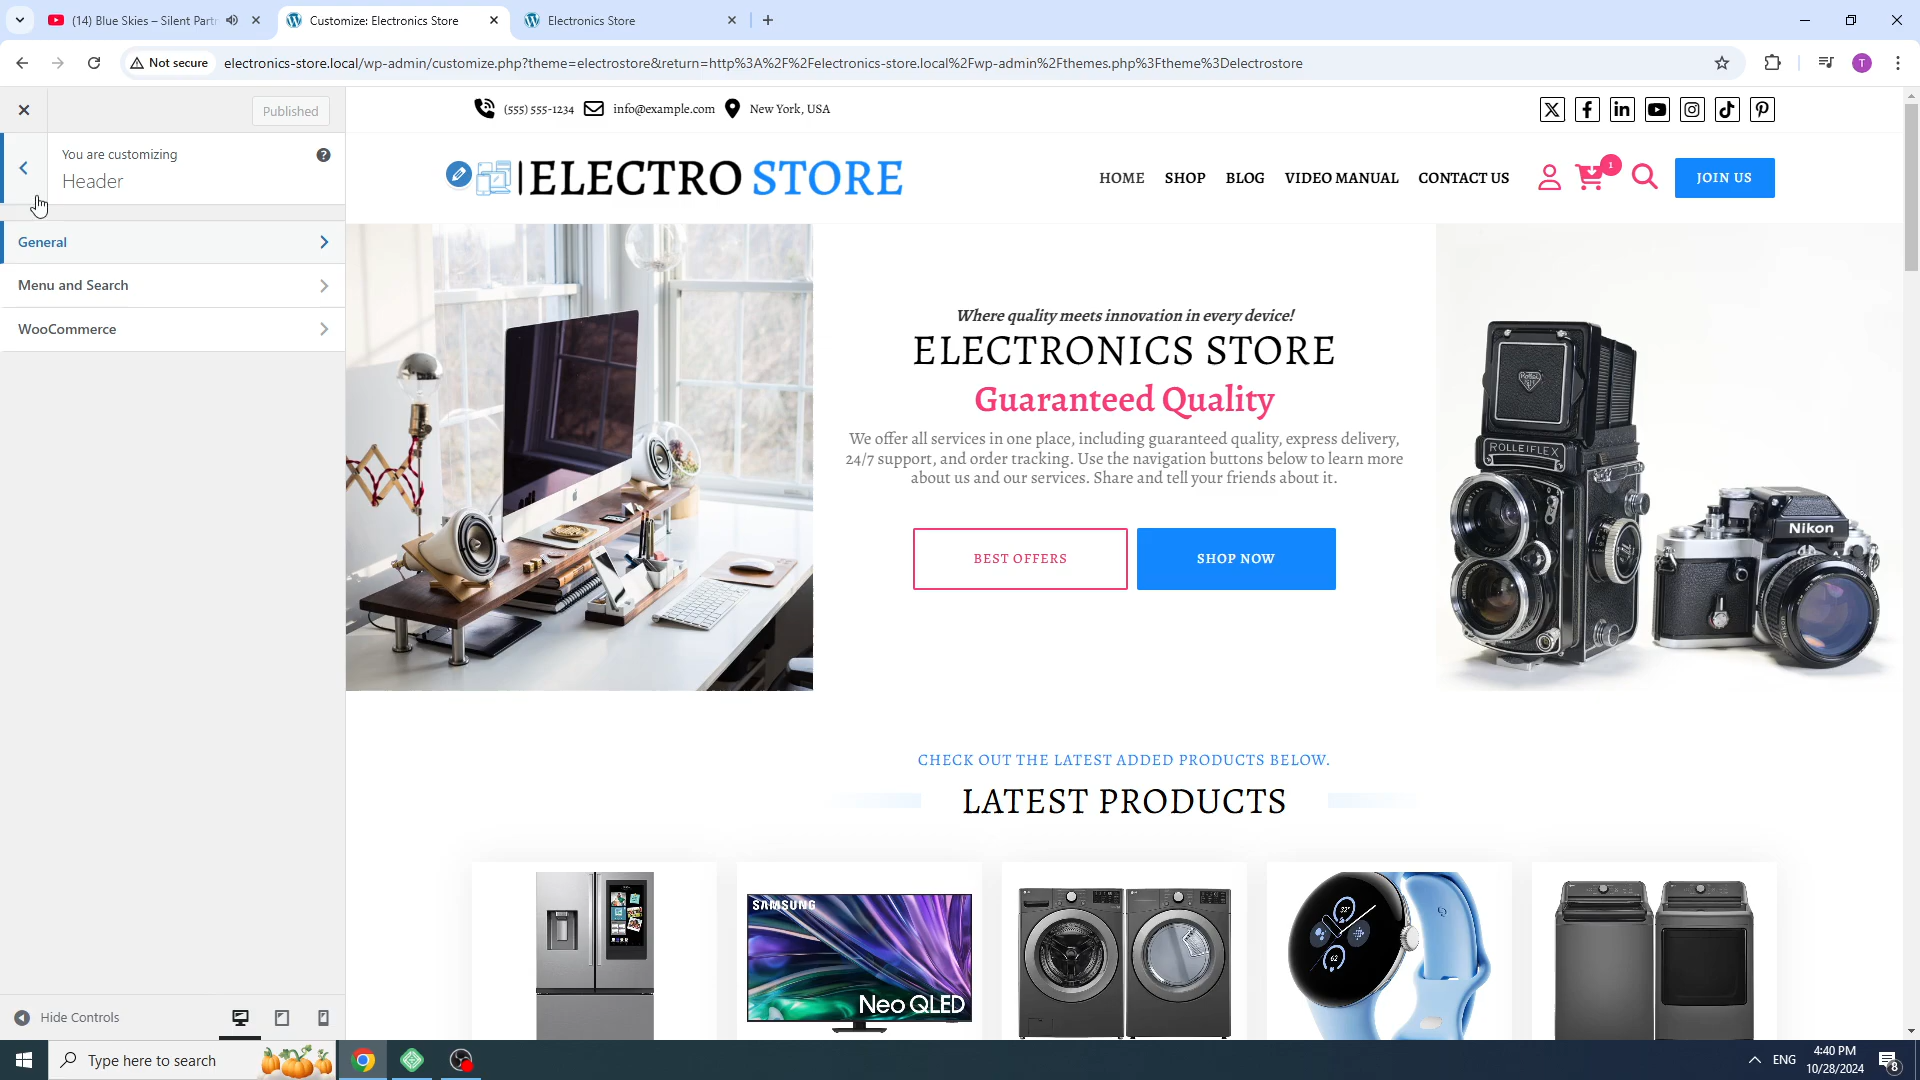 (14) Blue Skies – Silent Partn
Customize: Electronics Store
Electronics Store
Not secure
electronics-store.local/wp-admin/customize.php?theme=electrostore&return=http%3A%2F%2Felectronics-store.local%2Fwp-admin%2Fthemes.php%3Ftheme%3Delectrostore
T
Published
You are customizing
Header
General
Menu and Search
WooCommerce
Hide Controls
(555) 555-1234
info@example.com
New York, USA
ELECTRO STORE
HOME
SHOP
BLOG
VIDEO MANUAL
CONTACT US
1
JOIN US
Where quality meets innovation in every device!
ELECTRONICS STORE
Guaranteed Quality
We offer all services in one place, including guaranteed quality, express delivery,
24/7 support, and order tracking. Use the navigation buttons below to learn more
about us and our services. Share and tell your friends about it.
BEST OFFERS
SHOP NOW
ROLLEIFLEX
Nikon
CHECK OUT THE LATEST ADDED PRODUCTS BELOW.
LATEST PRODUCTS
SAMSUNG
Neo QLED
Type here to search
ENG
4:40 PM
10/28/2024
8